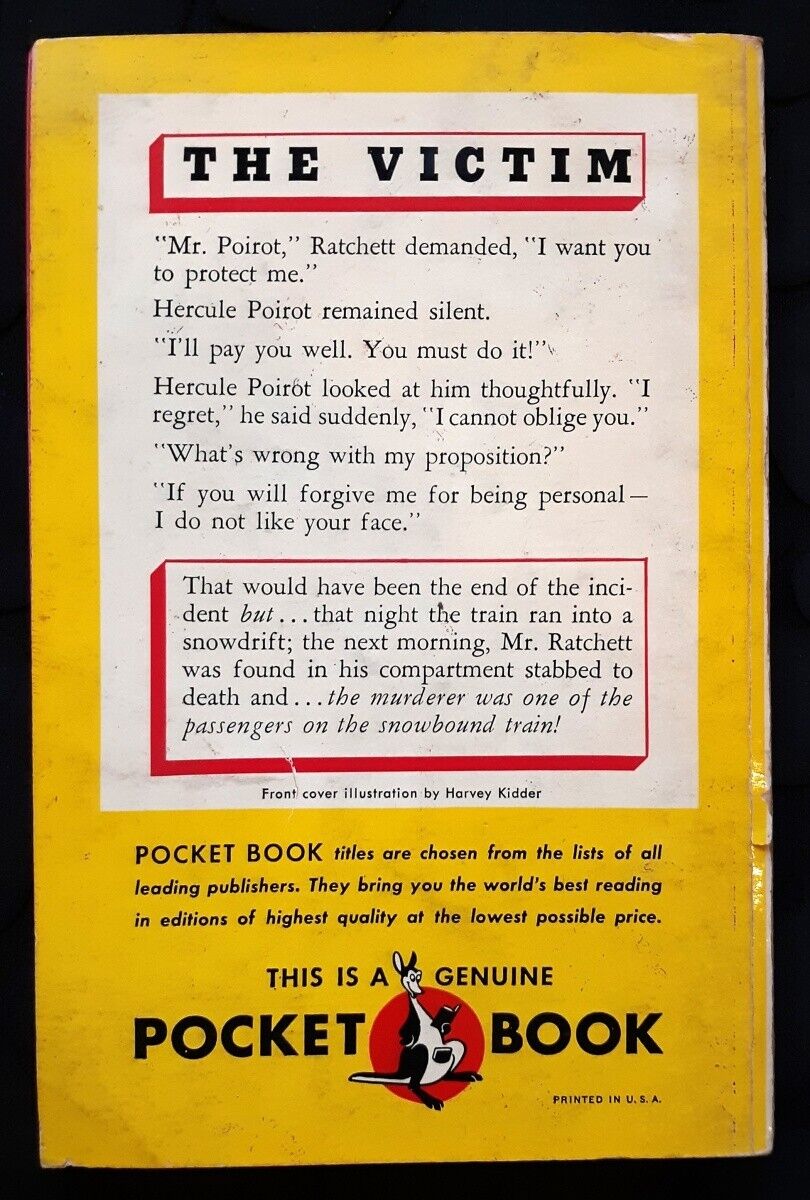 THE VICTIM
"Mr. Poirot," Ratchett demanded, "I want you
to protect me."
Hercule Poirot remained silent.
"I'll pay you well. You must do it!"
Hercule Poirot looked at him thoughtfully. "I
regret," he said suddenly, "I cannot oblige you."
"What's wrong with my proposition?"
"If you will forgive me for being personal—
I do not like your face."
That would have been the end of the inci-
dent but...that night the train ran into a
snowdrift; the next morning, Mr. Ratchett
was found in his compartment stabbed to
death and...the murderer was one of the
passengers on the snowbound train!
Front cover illustration by Harvey Kidder
POCKET BOOK titles are chosen from the lists of all
leading publishers. They bring you the world's best reading
in editions of highest quality at the lowest possible price.
THIS IS A GENUINE
POCKET BOOK
PRINTED IN U. S. A.